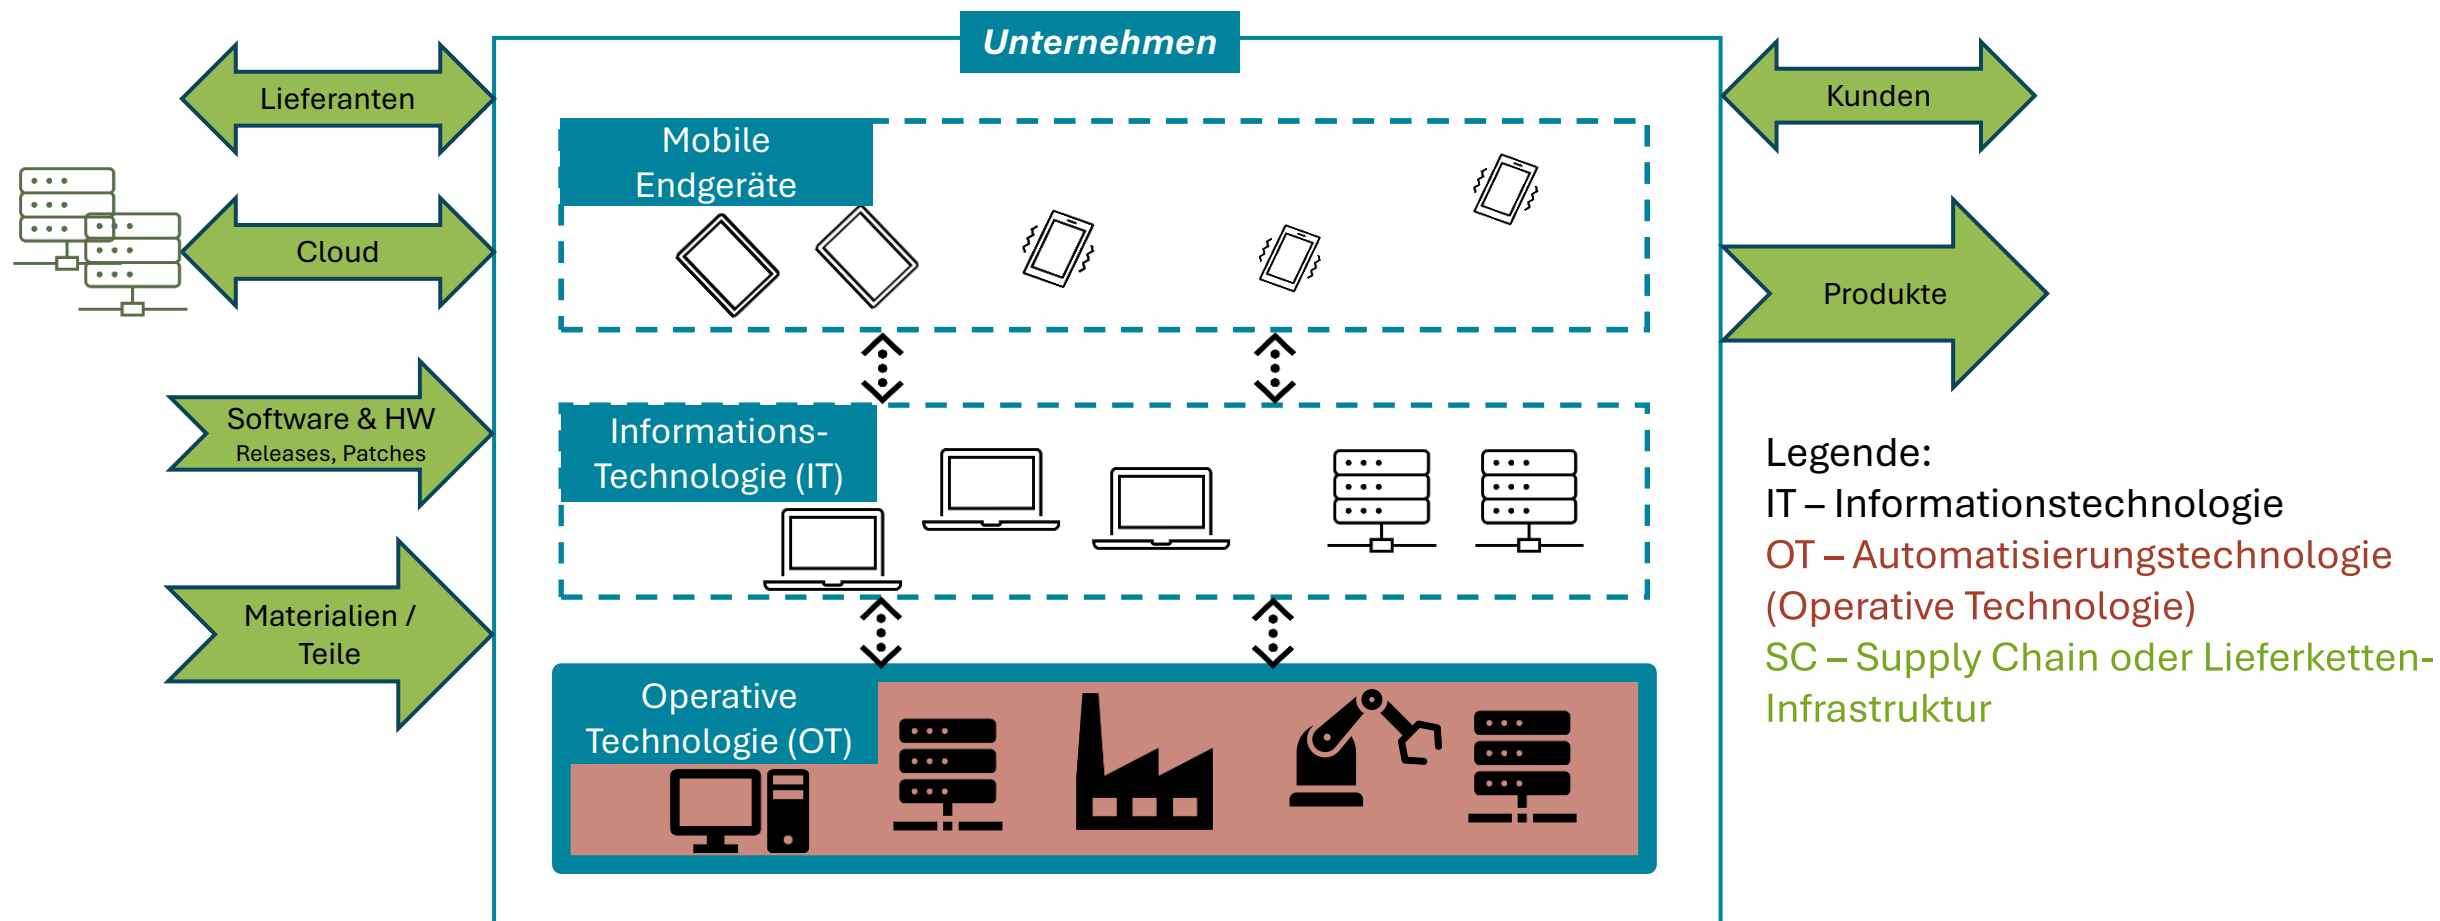 Unternehmen
Lieferanten
Cloud
Software & HW
Releases, Patches
Materialien /
Teile
Mobile
Endgeräte
Informations-
Technologie (IT)
Operative
Technologie (OT)
Kunden
Produkte
Legende:
IT – Informationstechnologie
OT – Automatisierungstechnologie
(Operative Technologie)
SC – Supply Chain oder Lieferketten-
Infrastruktur